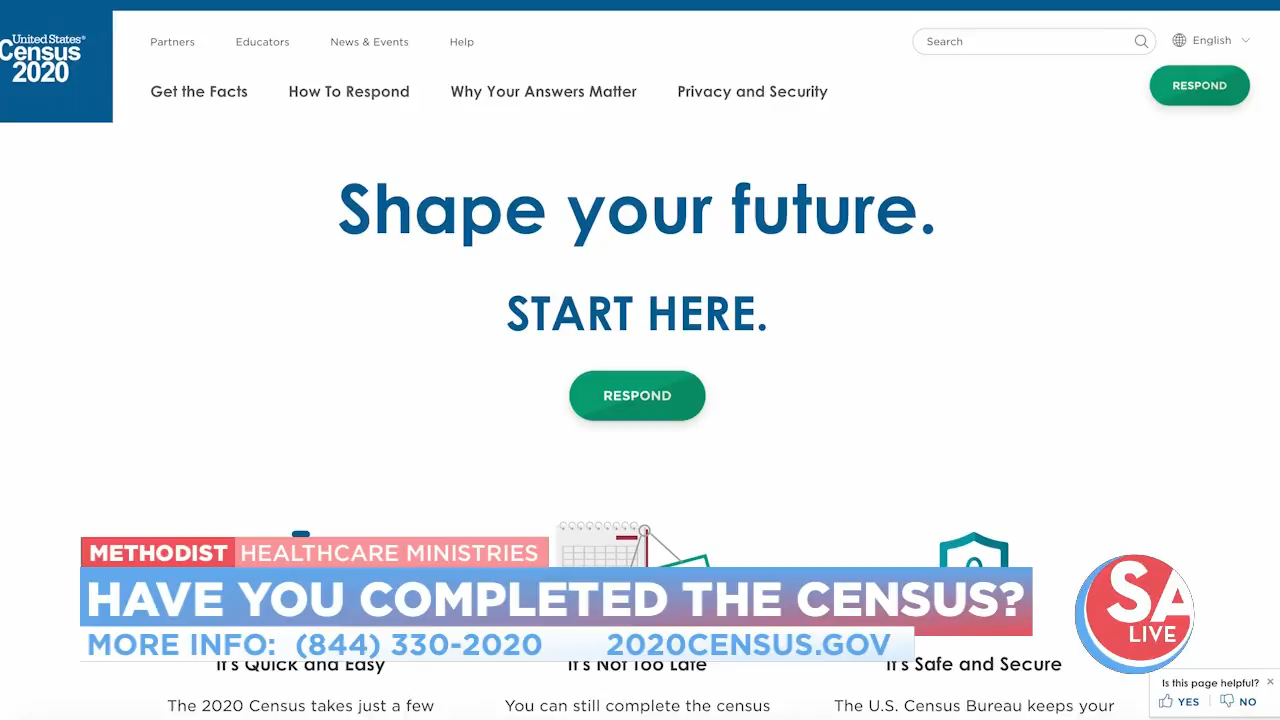 United States®
Census
2020
Partners Educators News & Events Help
Search
English
Get the Facts How To Respond Why Your Answers Matter Privacy and Security
RESPOND
Shape your future.
START HERE.
RESPOND
METHODIST HEALTHCARE MINISTRIES
HAVE YOU COMPLETED THE CENSUS?
MORE INFO: (844) 330-2020 2020CENSUS.GOV
SA
LIVE
It's Quick and Easy It's Not Too Late It's Safe and Secure
The 2020 Census takes just a few You can still complete the census The U.S. Census Bureau keeps your
Is this page helpful? ×
YES NO